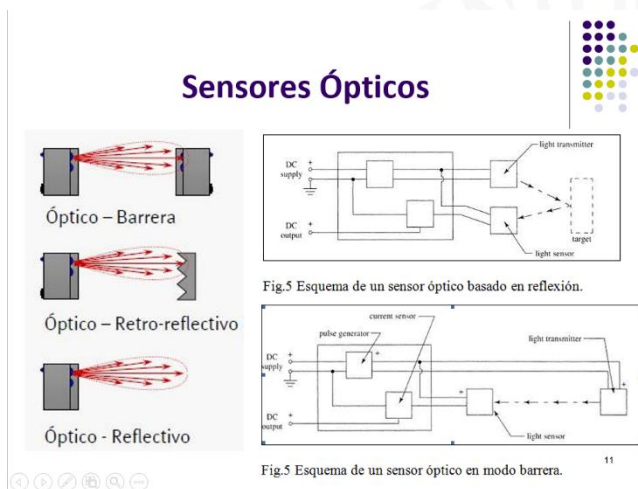 Sensores Ópticos
Óptico – Barrera
Óptico – Retro-reflectivo
Óptico - Reflectivo
light transmitter
DC
supply
+
DC
output
+
target
light sensor
Fig.5 Esquema de un sensor óptico basado en reflexión.
current sensor
pulse generator
light transmitter
DC
supply
+
+
+
+
DC
output
+
light sensor
11
Fig.5 Esquema de un sensor óptico en modo barrera.